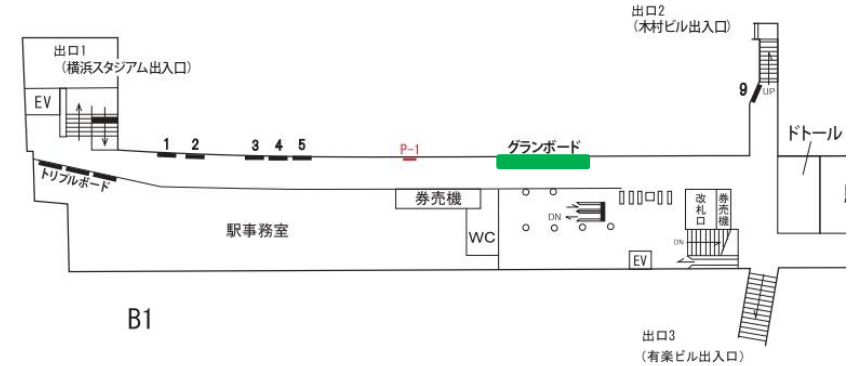 出口2
(木村ビル出入口)
出口1
(横浜スタジアム出入口)
EV
9
UP
1
2
3
4
5
P-1
グランボード
ドトール
トリプルボード
券売機
駅事務室
WC
DN
改札口
券売機
DN
EV
B1
出口3
(有楽ビル出入口)